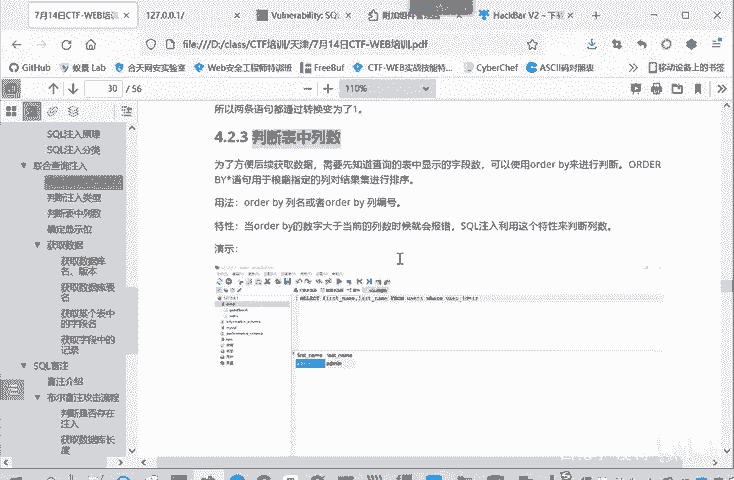 7月14日CTF-WEB培训.
127.0.0.1/
Vulnerability: SQ
附加组件管理器
HackBar V2 – 下载
file:///D:/class/CTF培训/天津/7月14日CTF-WEB培训.pdf
GitHub
蚁景 Lab
合天网安实验室
Web安全工程师特训班
FreeBuf
CTF-WEB实战技能特...
CyberChef
ASCII码对照表
移动设备上的书签
30 / 56
110%
SQL注入原理
SQL注入分类
联合查询注入
判断注入类型
判断表中列数
确定显示位
获取数据
获取数据库名、版本
获取数据库表名
获取某个表中的字段名
获取字段中的记录
SQL盲注
盲注介绍
布尔盲注攻击流程
判断是否存在注入
获取数据库长度
所以两条语句都通过转换变为了1。
4.2.3 判断表中列数
为了方便后续获取数据，需要先知道查询的表中显示的字段数，可以使用order by来进行判断。ORDER
BY*语句用于根据指定的列对结果集进行排序。
用法：order by 列名或者order by 列编号。
特性：当order by的数字大于当前的列数时候就会报错，SQL注入利用这个特性来判断列数。
演示：
first_name last_name
admin